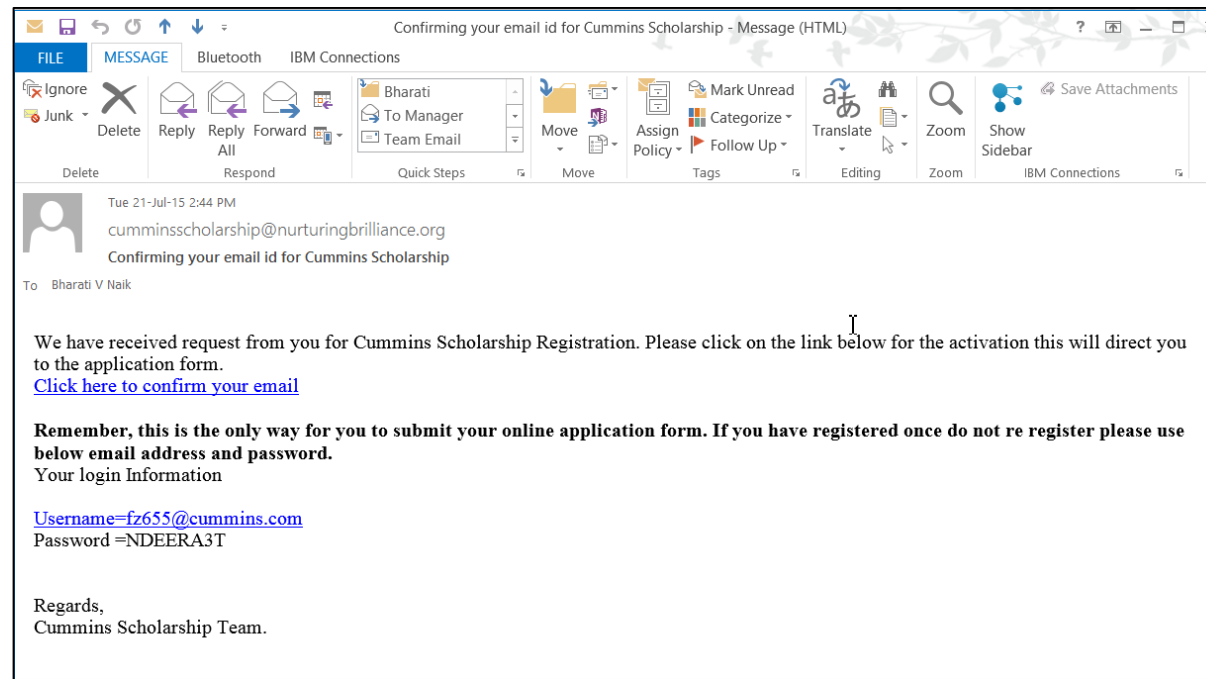 Confirming your email id for Cummins Scholarship - Message (HTML)
FILE MESSAGE Bluetooth IBM Connections
Ignore
Junk
Delete
Reply
Reply All
Forward
Bharati
To Manager
Team Email
Move
Assign Policy
Mark Unread
Categorize
Follow Up
Translate
Zoom
Show Sidebar
Save Attachments
Delete Respond Quick Steps Move Tags Editing Zoom IBM Connections
Tue 21-Jul-15 2:44 PM
cumminsscholarship@nurturingbrilliance.org
Confirming your email id for Cummins Scholarship
To Bharati V Naik
We have received request from you for Cummins Scholarship Registration. Please click on the link below for the activation this will direct you
to the application form.
Click here to confirm your email
Remember, this is the only way for you to submit your online application form. If you have registered once do not re register please use
below email address and password.
Your login Information
Username=fz655@cummins.com
Password =NDEERA3T
Regards,
Cummins Scholarship Team.